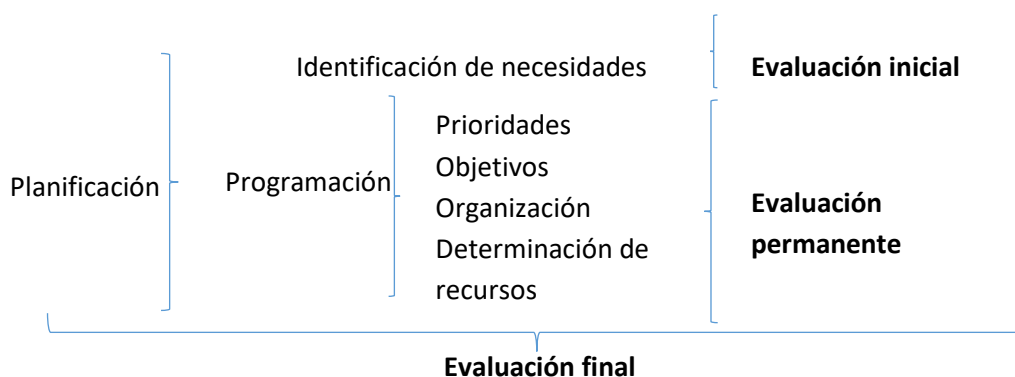 Identificación de necesidades
Evaluación inicial
Planificación
Programación
Prioridades
Objetivos
Organización
Determinación de
recursos
Evaluación
permanente
Evaluación final